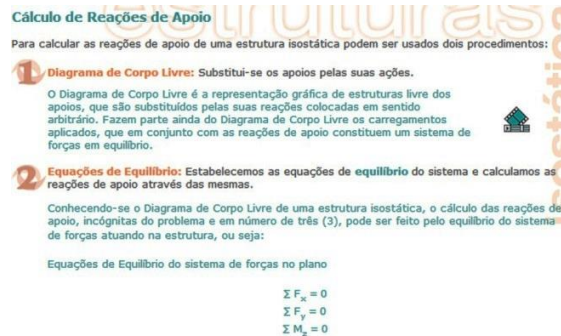 estruturas
Cálculo de Reações de Apoio
Para calcular as reações de apoio de uma estrutura isostática podem ser usados dois procedimentos:
1 Diagrama de Corpo Livre: Substitui-se os apoios pelas suas ações.
O Diagrama de Corpo Livre é a representação gráfica de estruturas livre dos
apoios, que são substituídos pelas suas reações colocadas em sentido
arbitrário. Fazem parte ainda do Diagrama de Corpo Livre os carregamentos
aplicados, que em conjunto com as reações de apoio constituem um sistema de
forças em equilíbrio.
2 Equações de Equilíbrio: Estabelecemos as equações de equilíbrio do sistema e calculamos as
reações de apoio através das mesmas.
Conhecendo-se o Diagrama de Corpo Livre de uma estrutura isostática, o cálculo das reações de
apoio, incógnitas do problema e em número de três (3), pode ser feito pelo equilíbrio do sistema
de forças atuando na estrutura, ou seja:
Equações de Equilíbrio do sistema de forças no plano
Σ Fx = 0
Σ Fy = 0
Σ Mz = 0